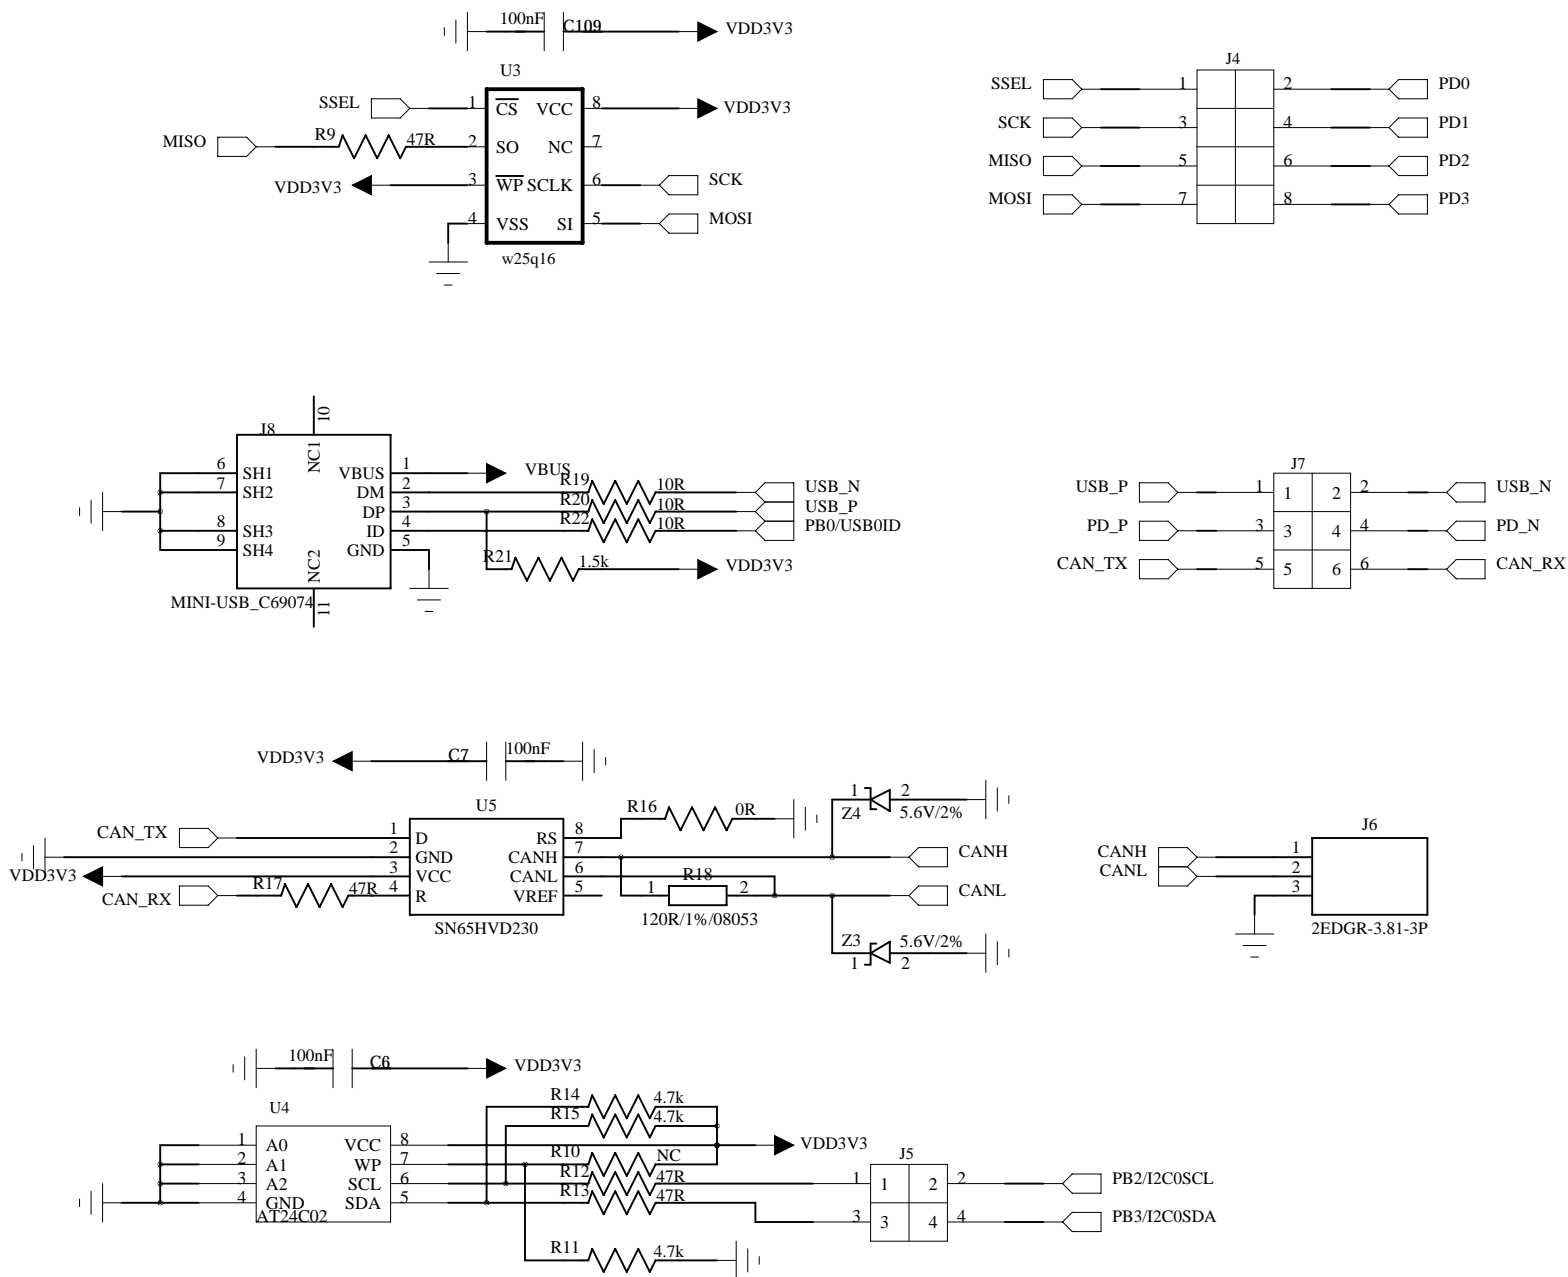 100nF C109 VDD3V3
U3
SSEL 1 CS VCC 8 VDD3V3
MISO R9 47R 2 SO NC 7
VDD3V3 3 WP SCLK 6 SCK
4 VSS SI 5 MOSI
w25q16
J4
SSEL 1 2 PD0
SCK 3 4 PD1
MISO 5 6 PD2
MOSI 7 8 PD3
J8
10
NC1
6 SH1 VBUS 1 VBUS
7 SH2 DM 2 R19 10R USB_N
DP 3 R20 10R USB_P
8 SH3 ID 4 R22 10R PB0/USB0ID
9 SH4 GND 5
R21 1.5k VDD3V3
NC2
11
MINI-USB_C69074
J7
USB_P 1 1 2 2 USB_N
PD_P 3 3 4 4 PD_N
CAN_TX 5 5 6 6 CAN_RX
VDD3V3 C7 100nF
U5
R16 0R
1 2
Z4 5.6V/2%
CAN_TX 1 D RS 8
2 GND CANH 7 CANH
VDD3V3 3 VCC CANL 6
CAN_RX R17 47R 4 R VREF 5
R18
1 2 CANL
120R/1%/08053
SN65HVD230
Z3 5.6V/2%
1 2
J6
CANH 1
CANL 2
3
2EDGR-3.81-3P
100nF C6 VDD3V3
U4
R14 4.7k
R15 4.7k
1 A0 VCC 8 VDD3V3
2 A1 WP 7 R10 NC
3 A2 SCL 6 R12 47R
4 GND SDA 5 R13 47R
AT24C02
R11 4.7k
J5
1 1 2 2 PB2/I2C0SCL
3 3 4 4 PB3/I2C0SDA